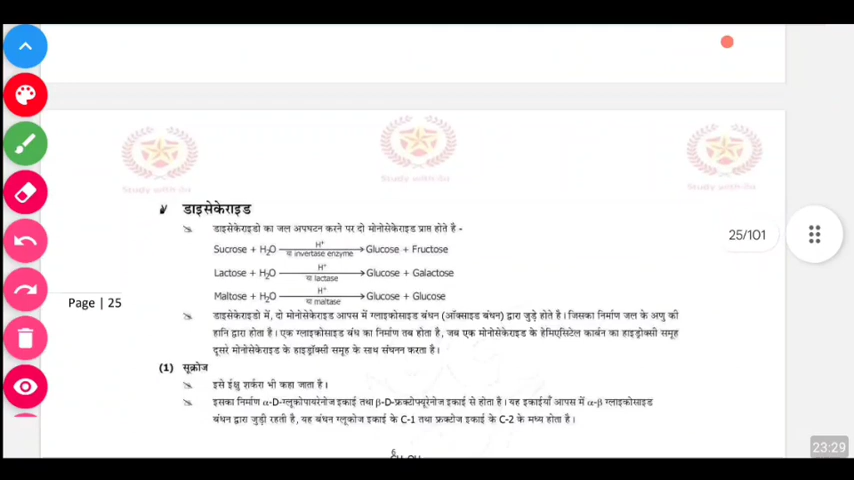 डाइसेकेराइड
डाइसेकेराइडो का जल अपघटन करने पर दो मोनोसेकेराइड प्राप्त होते है -
Sucrose + H₂O H⁺ या invertase enzyme → Glucose + Fructose
Lactose + H₂O H⁺ या lactase → Glucose + Galactose
25/101
Maltose + H₂O H⁺ या maltase → Glucose + Glucose
Page | 25
डाइसेकेराइडो में, दो मोनोसेकेराइड आपस में ग्लाइकोसाइड बंधन (ऑक्साइड बंधन) द्वारा जुड़े होते है। जिसका निर्माण जल के अणु की
हानि द्वारा होता है। एक ग्लाइकोसाइड बंध का निर्माण तब होता है, जब एक मोनोसेकेराइड के हेमिएसिटेल कार्बन का हाइड्रोक्सी समूह
दूसरे मोनोसेकेराइड के हाइड्रॉक्सी समूह के साथ संघनन करता है।
(1) सूक्रोज
इसे ईक्षु शर्करा भी कहा जाता है।
इसका निर्माण α-D-ग्लूकोपायरेनोज इकाई तथा β-D-फ्रक्टोफ्यूरेनोज इकाई से होता है। यह इकाईयाँ आपस में α-β ग्लाइकोसाइड
बंधन द्वारा जुड़ी रहती है, यह बंधन ग्लूकोज इकाई के C-1 तथा फ्रक्टोज इकाई के C-2 के मध्य होता है।
23:29